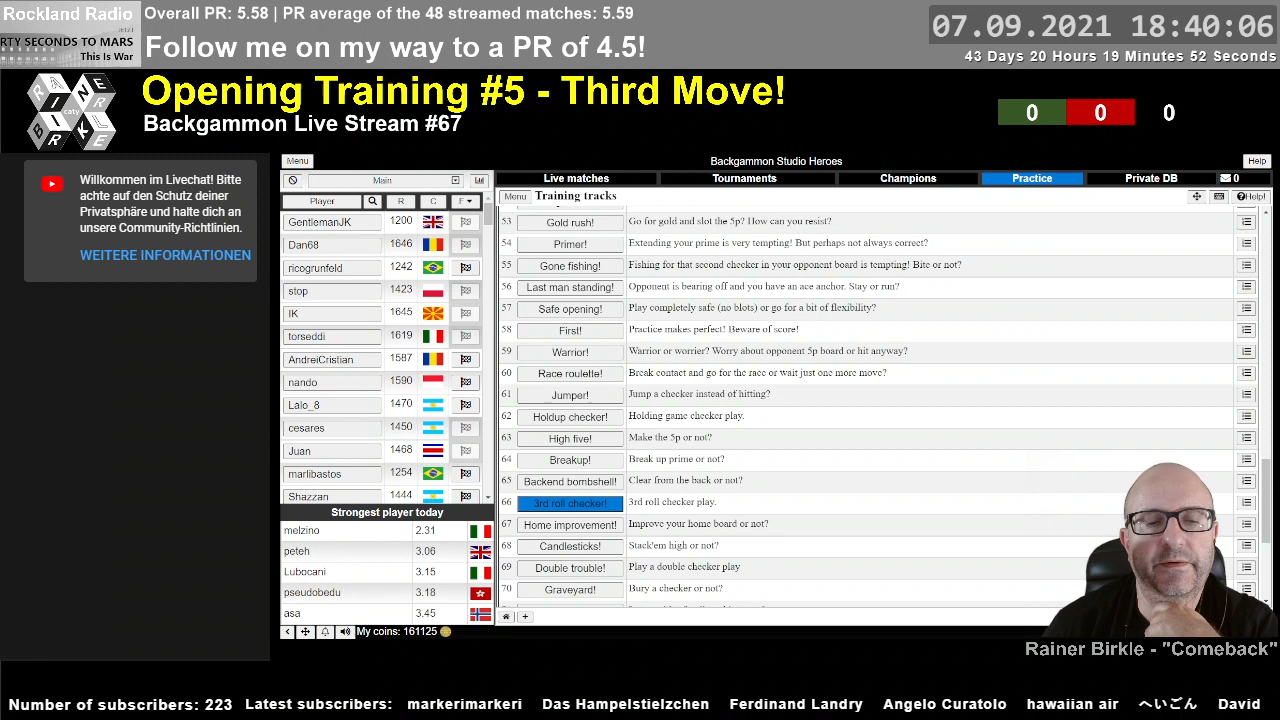 Rockland Radio
JETZT
RTY SECONDS TO MARS
This Is War
Overall PR: 5.58 | PR average of the 48 streamed matches: 5.59
Follow me on my way to a PR of 4.5!
07.09.2021 18:40:06
43 Days 20 Hours 19 Minutes 52 Seconds
Opening Training #5 - Third Move!
Backgammon Live Stream #67
0 0 0
Willkommen im Livechat! Bitte
achte auf den Schutz deiner
Privatsphäre und halte dich an
unsere Community-Richtlinien.
WEITERE INFORMATIONEN
Menu
Backgammon Studio Heroes
Help
Main
Player R C F
GentlemanJK 1200
Dan68 1646
ricogrunfeld 1242
stop 1423
IK 1645
torseddi 1619
AndreiCristian 1587
nando 1590
Lalo_8 1470
cesares 1450
Juan 1468
marlibastos 1254
Shazzan 1444
Strongest player today
melzino 2.31
peteh 3.06
Lubocani 3.15
pseudobedu 3.18
asa 3.45
My coins: 161125
Live matches Tournaments Champions Practice Private DB 0
Menu Training tracks Help!
53 Gold rush! Go for gold and slot the 5p? How can you resist?
54 Primer! Extending your prime is very tempting! But perhaps not always correct?
55 Gone fishing! Fishing for that second checker in your opponent board is tempting! Bite or not?
56 Last man standing! Opponent is bearing off and you have an ace anchor. Stay or run?
57 Safe opening! Play completely safe (no blots) or go for a bit of flexibility?
58 First! Practice makes perfect! Beware of score!
59 Warrior! Warrior or worrier? Worry about opponent 5p board or hit anyway?
60 Race roulette! Break contact and go for the race or wait just one more move?
61 Jumper! Jump a checker instead of hitting?
62 Holdup checker! Holding game checker play.
63 High five! Make the 5p or not?
64 Breakup! Break up prime or not?
65 Backend bombshell! Clear from the back or not?
66 3rd roll checker! 3rd roll checker play.
67 Home improvement! Improve your home board or not?
68 Candlesticks! Stack'em high or not?
69 Double trouble! Play a double checker play
70 Graveyard! Bury a checker or not?
Rainer Birkle - "Comeback"
Number of subscribers: 223 Latest subscribers: markerimarkeri Das Hampelstielzchen Ferdinand Landry Angelo Curatolo hawaiian air へいごん David